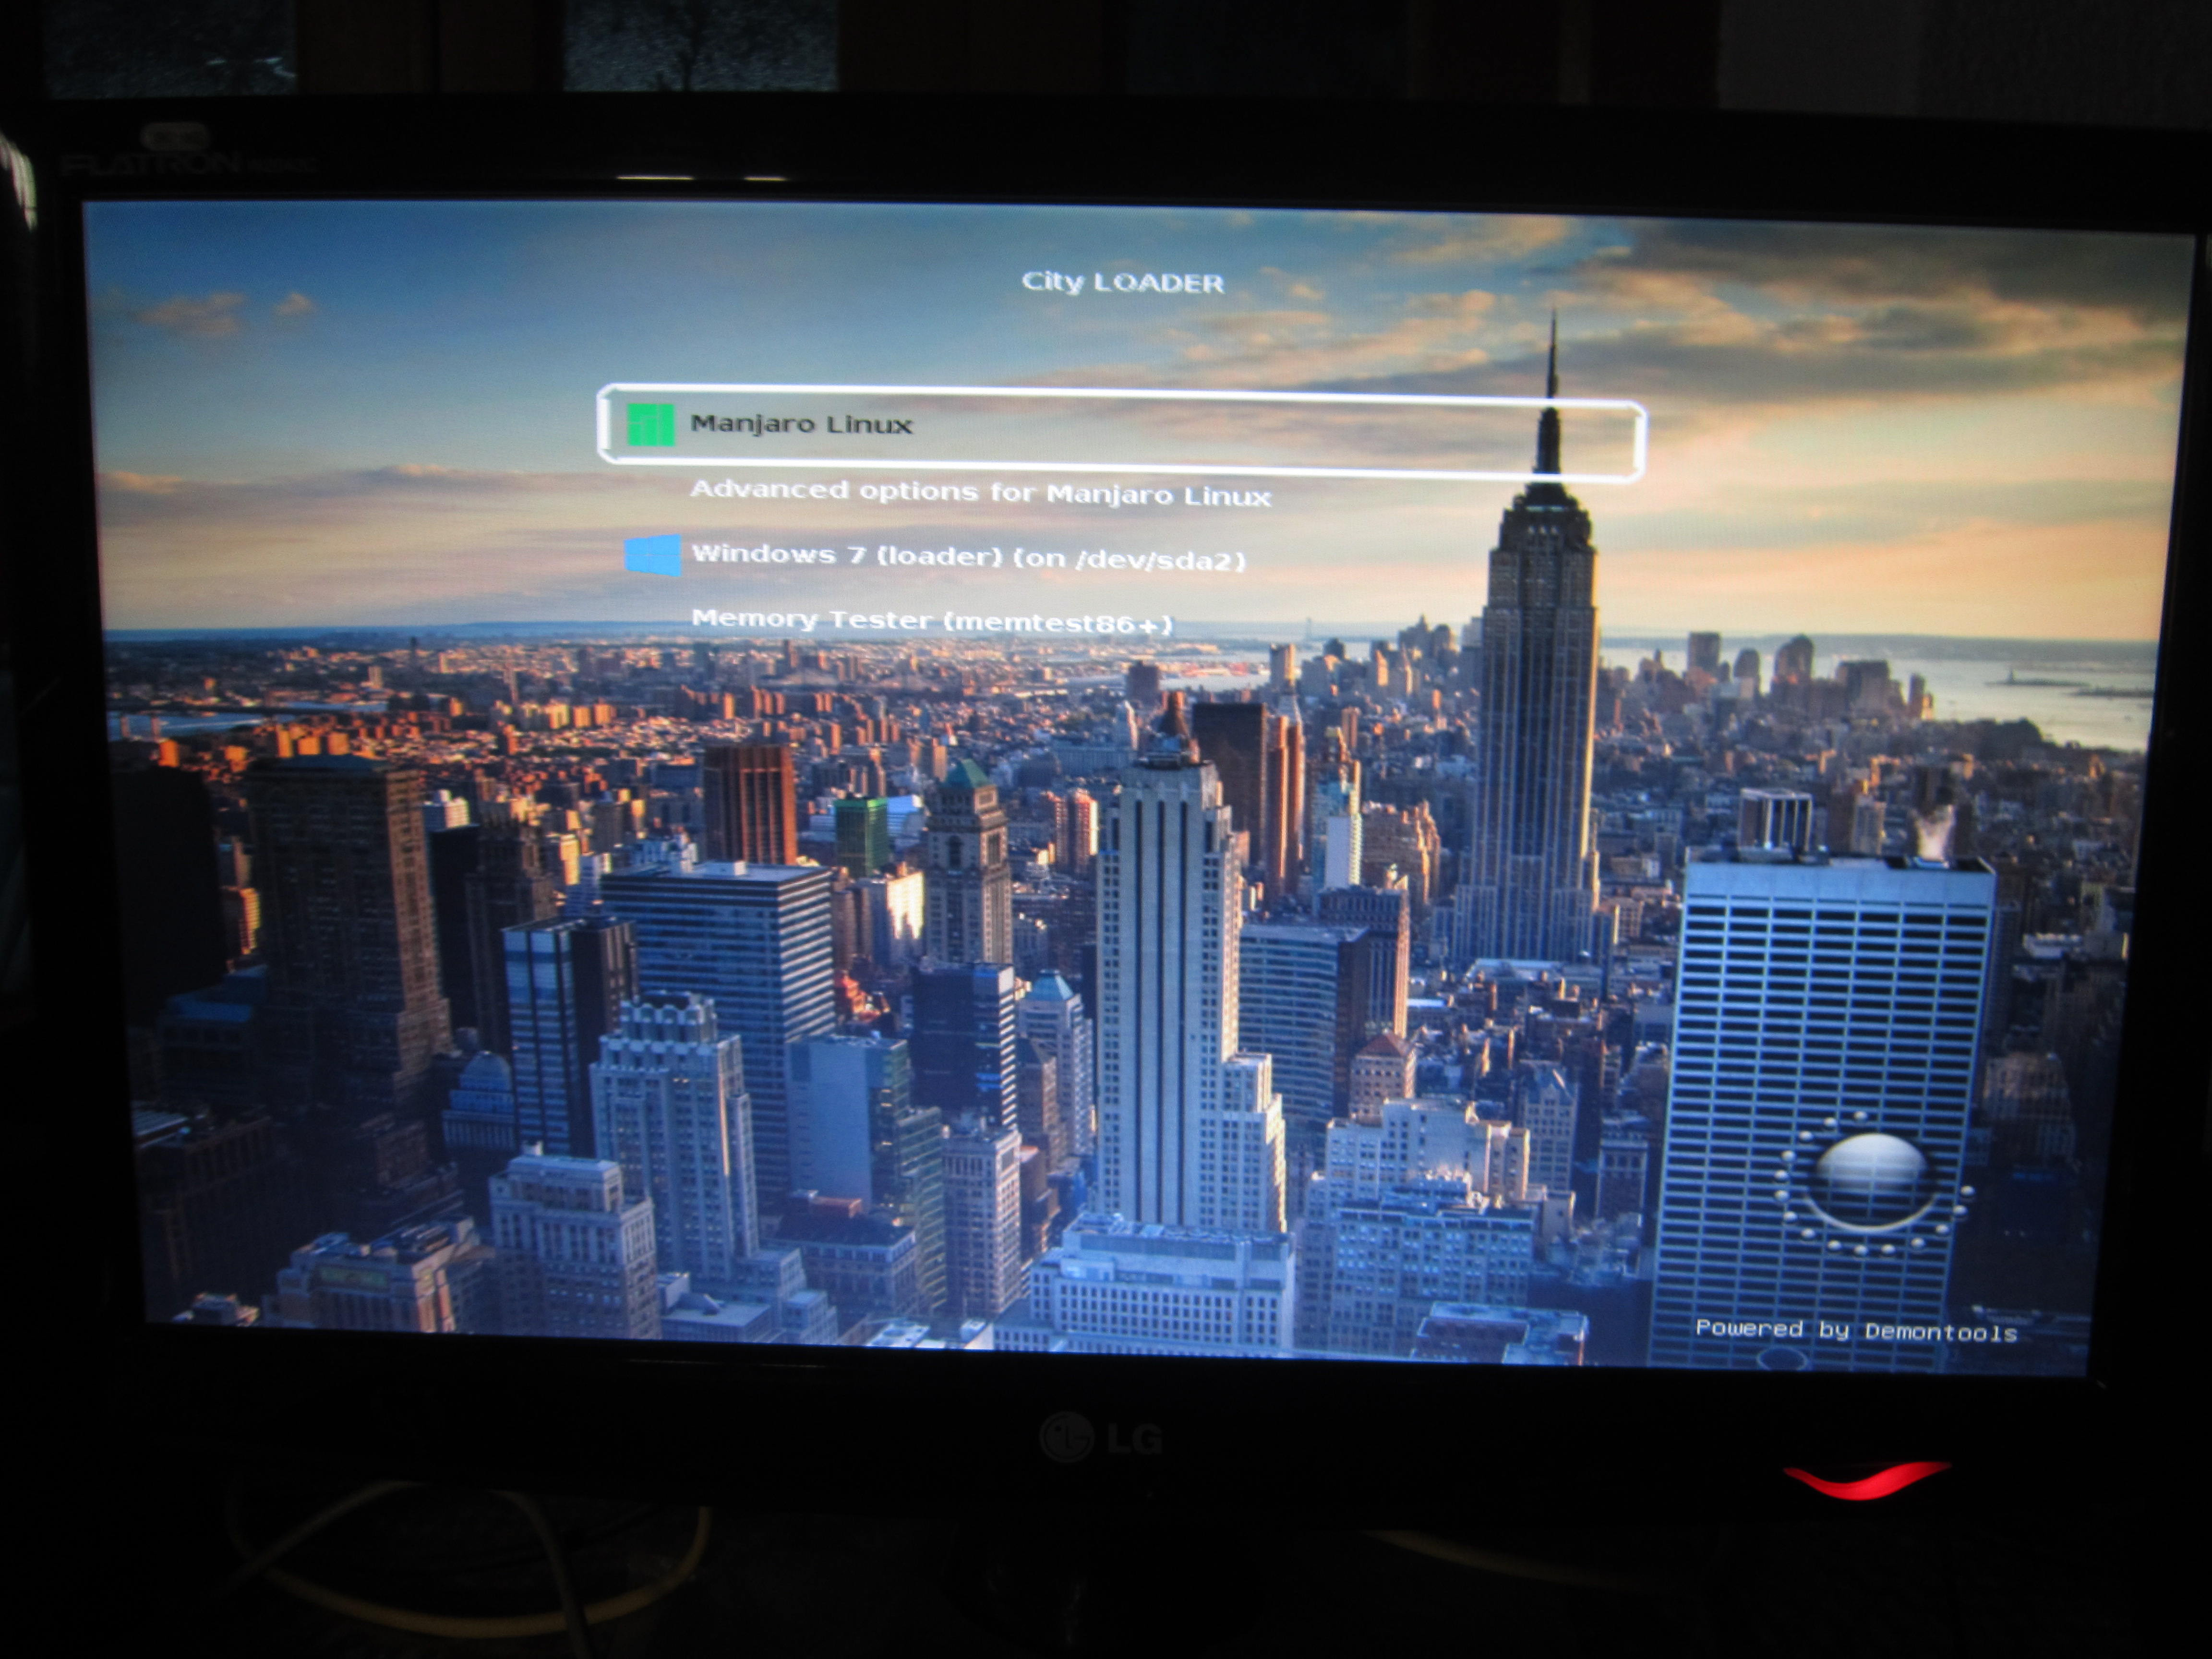 FLATRON
City LOADER
Manjaro Linux
Advanced options for Manjaro Linux
Windows 7 (loader) (on /dev/sda2)
Memory Tester (memtest86+)
Powered by Demontools
LG